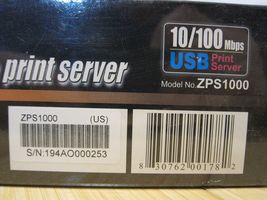 print server
10/100 Mbps
USB Print Server
Model No. ZPS1000
ZPS1000 (US)
S/N:194AO000253
8 30762 00178 2